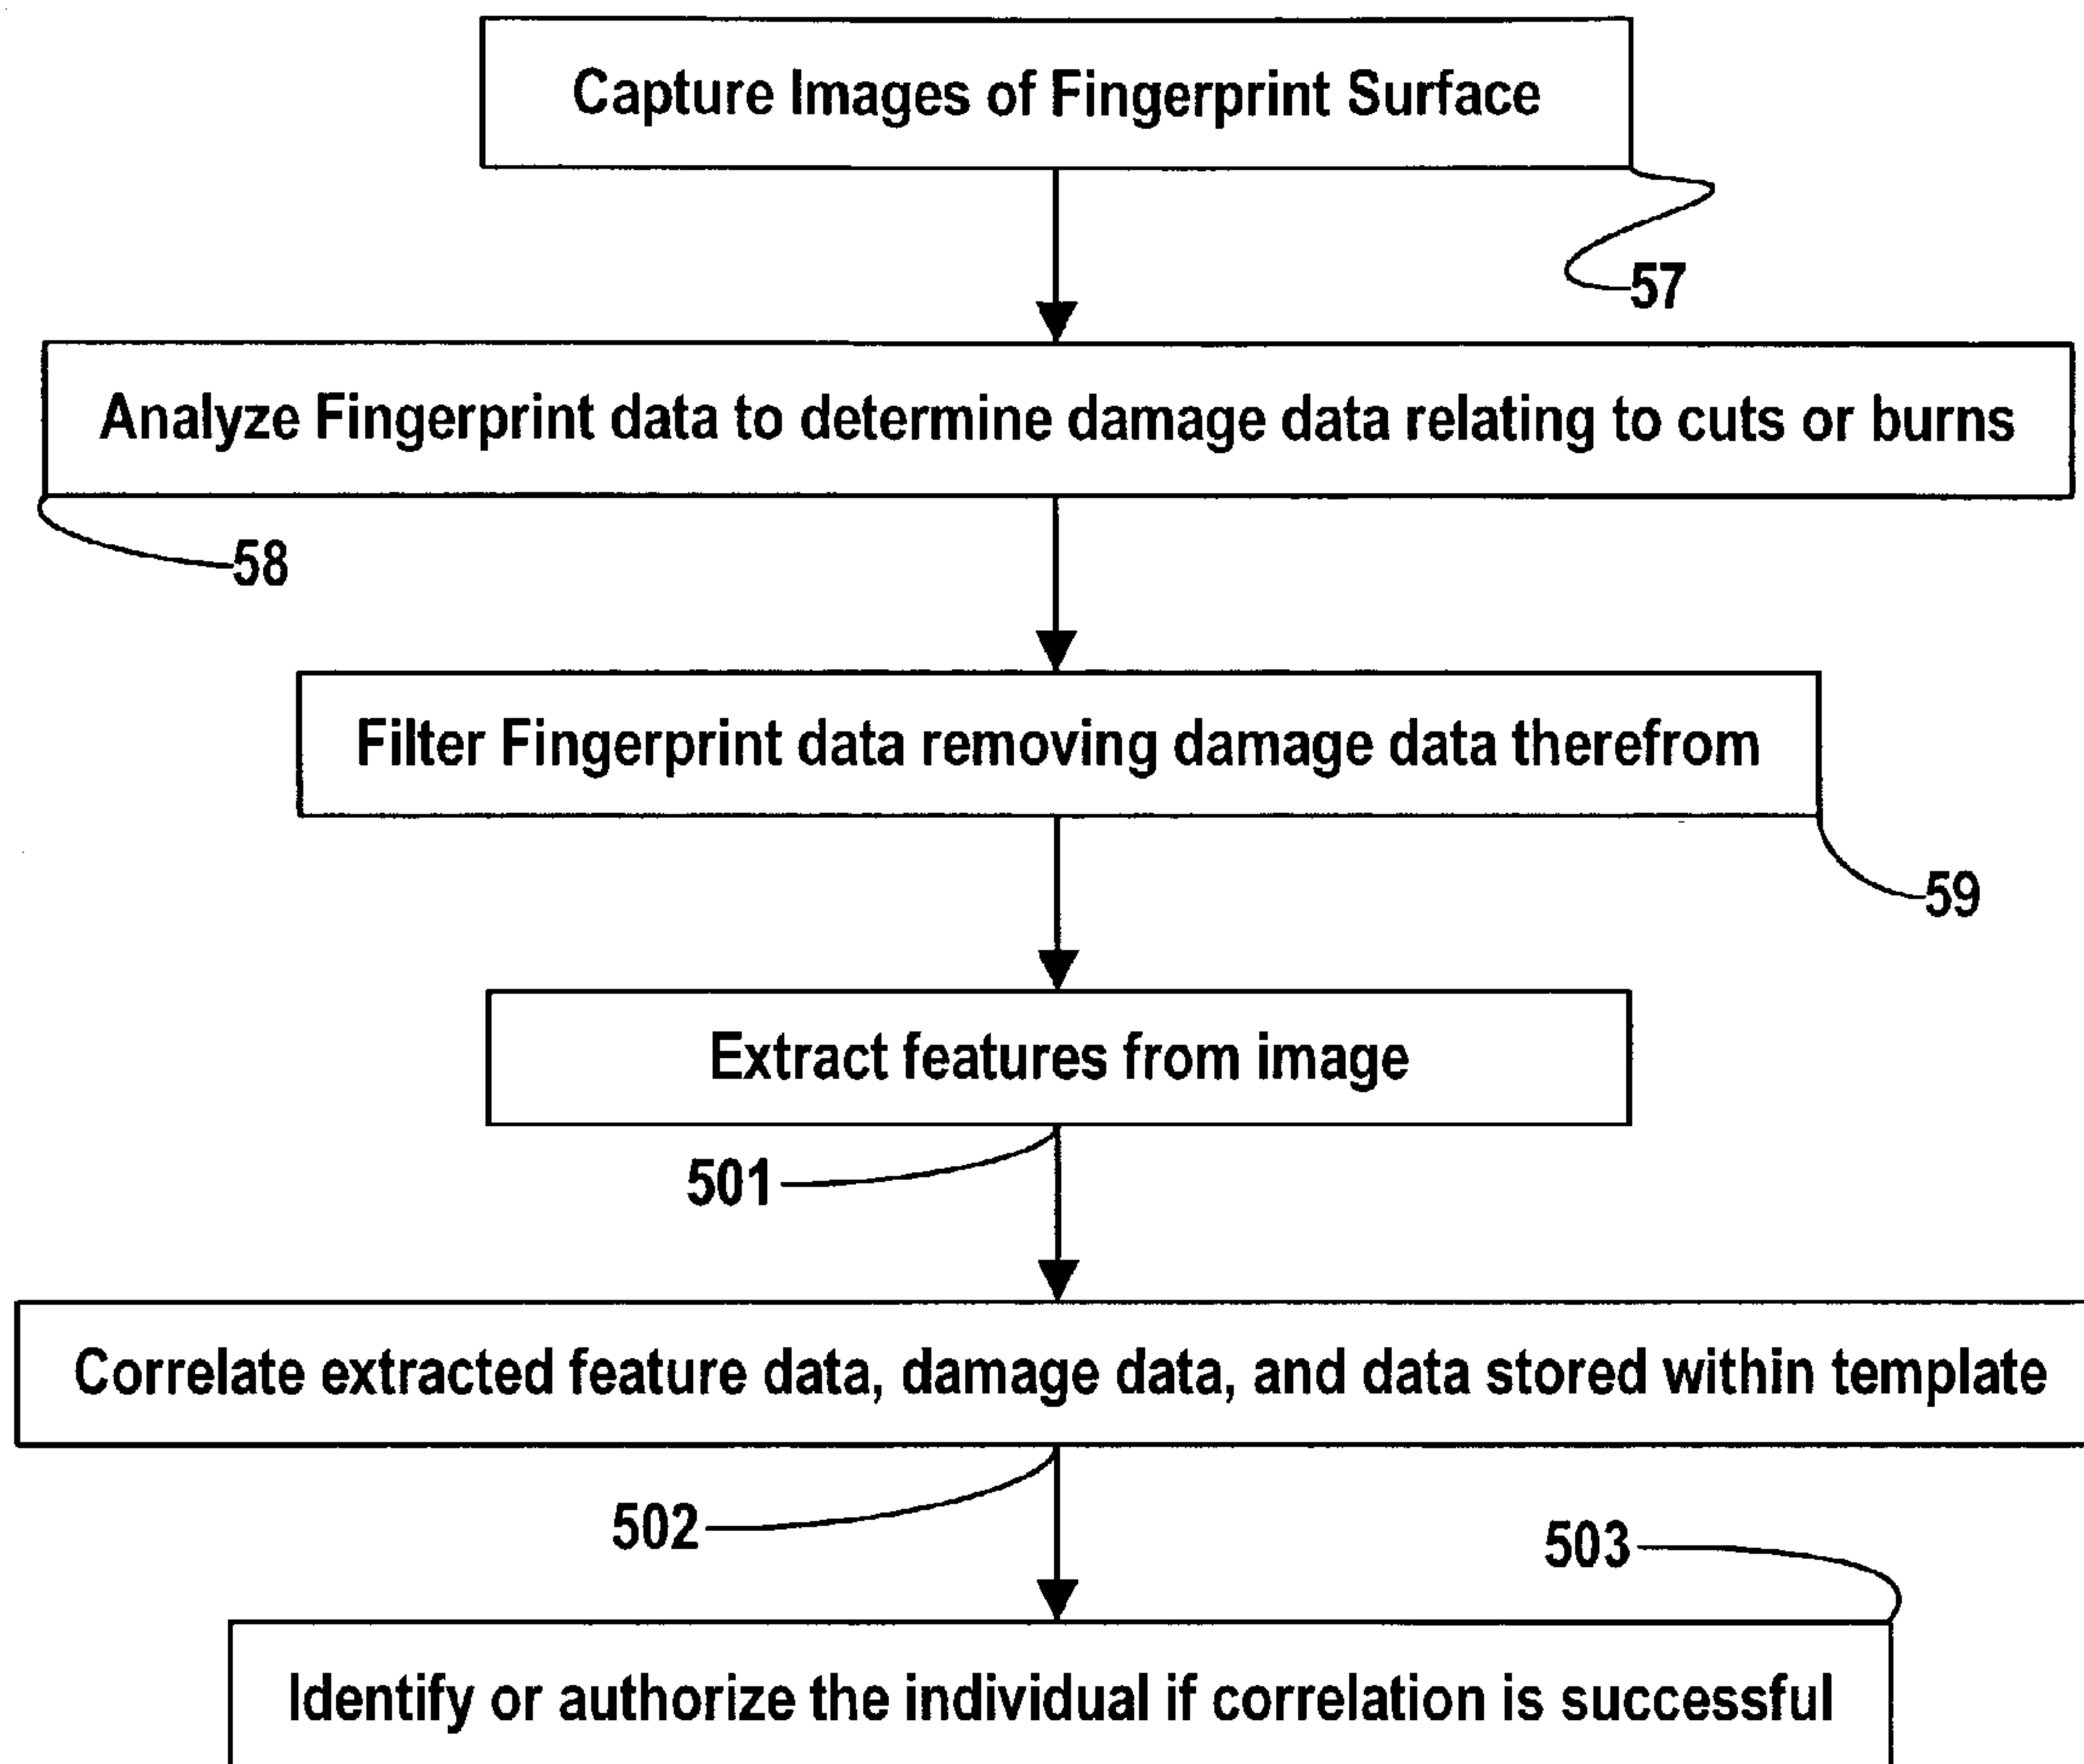 Capture Images of Fingerprint Surface
57
Analyze Fingerprint data to determine damage data relating to cuts or burns
58
Filter Fingerprint data removing damage data therefrom
59
Extract features from image
501
Correlate extracted feature data, damage data, and data stored within template
502
503
Identify or authorize the individual if correlation is successful